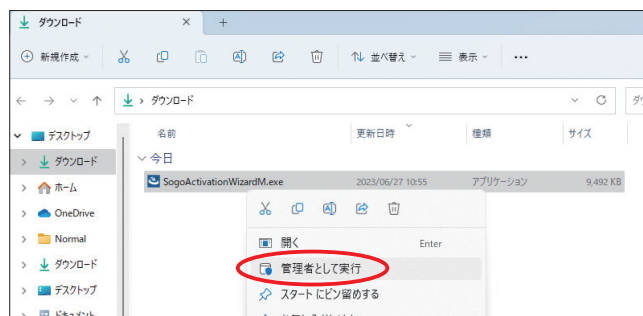 ダウンロード
新規作成
並べ替え
表示
ダウンロード
名前 更新日時 種類 サイズ
今日
SogoActivationWizardM.exe 2023/06/27 10:55 アプリケーション 9,492 KB
デスクトップ
ダウンロード
ホーム
OneDrive
Normal
ダウンロード
デスクトップ
開く Enter
管理者として実行
スタート にピン留めする